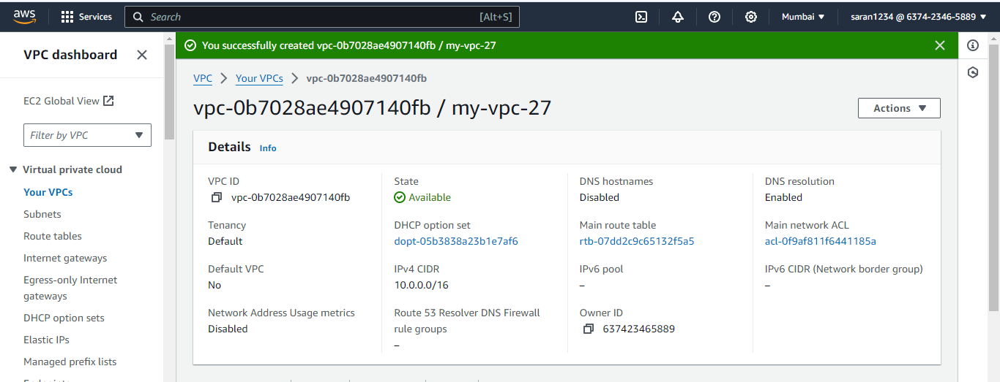 aws
Services
Search
[Alt+S]
Mumbai
saran1234 @ 6374-2346-5889
VPC dashboard
EC2 Global View
Filter by VPC
Virtual private cloud
Your VPCs
Subnets
Route tables
Internet gateways
Egress-only Internet
gateways
DHCP option sets
Elastic IPs
Managed prefix lists
You successfully created vpc-0b7028ae4907140fb / my-vpc-27
VPC
Your VPCs
vpc-0b7028ae4907140fb
vpc-0b7028ae4907140fb / my-vpc-27
Actions
Details Info
VPC ID
vpc-0b7028ae4907140fb
State
Available
DNS hostnames
Disabled
DNS resolution
Enabled
Tenancy
Default
DHCP option set
dopt-05b3838a23b1e7af6
Main route table
rtb-07dd2c9c65132f5a5
Main network ACL
acl-0f9af811f6441185a
Default VPC
No
IPv4 CIDR
10.0.0.0/16
IPv6 pool
–
IPv6 CIDR (Network border group)
–
Network Address Usage metrics
Disabled
Route 53 Resolver DNS Firewall
rule groups
–
Owner ID
637423465889